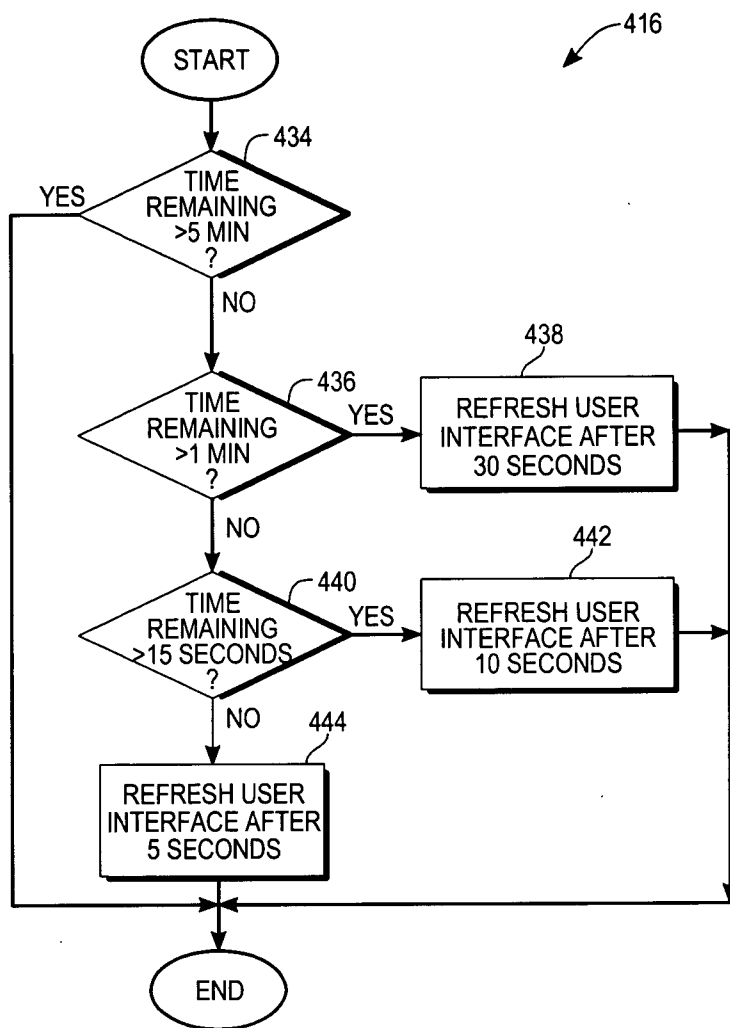 416
START
434
YES
TIME
REMAINING
>5 MIN
?
NO
438
436
TIME
REMAINING
>1 MIN
?
YES
REFRESH USER
INTERFACE AFTER
30 SECONDS
NO
442
440
TIME
REMAINING
>15 SECONDS
?
YES
REFRESH USER
INTERFACE AFTER
10 SECONDS
NO
444
REFRESH USER
INTERFACE AFTER
5 SECONDS
END